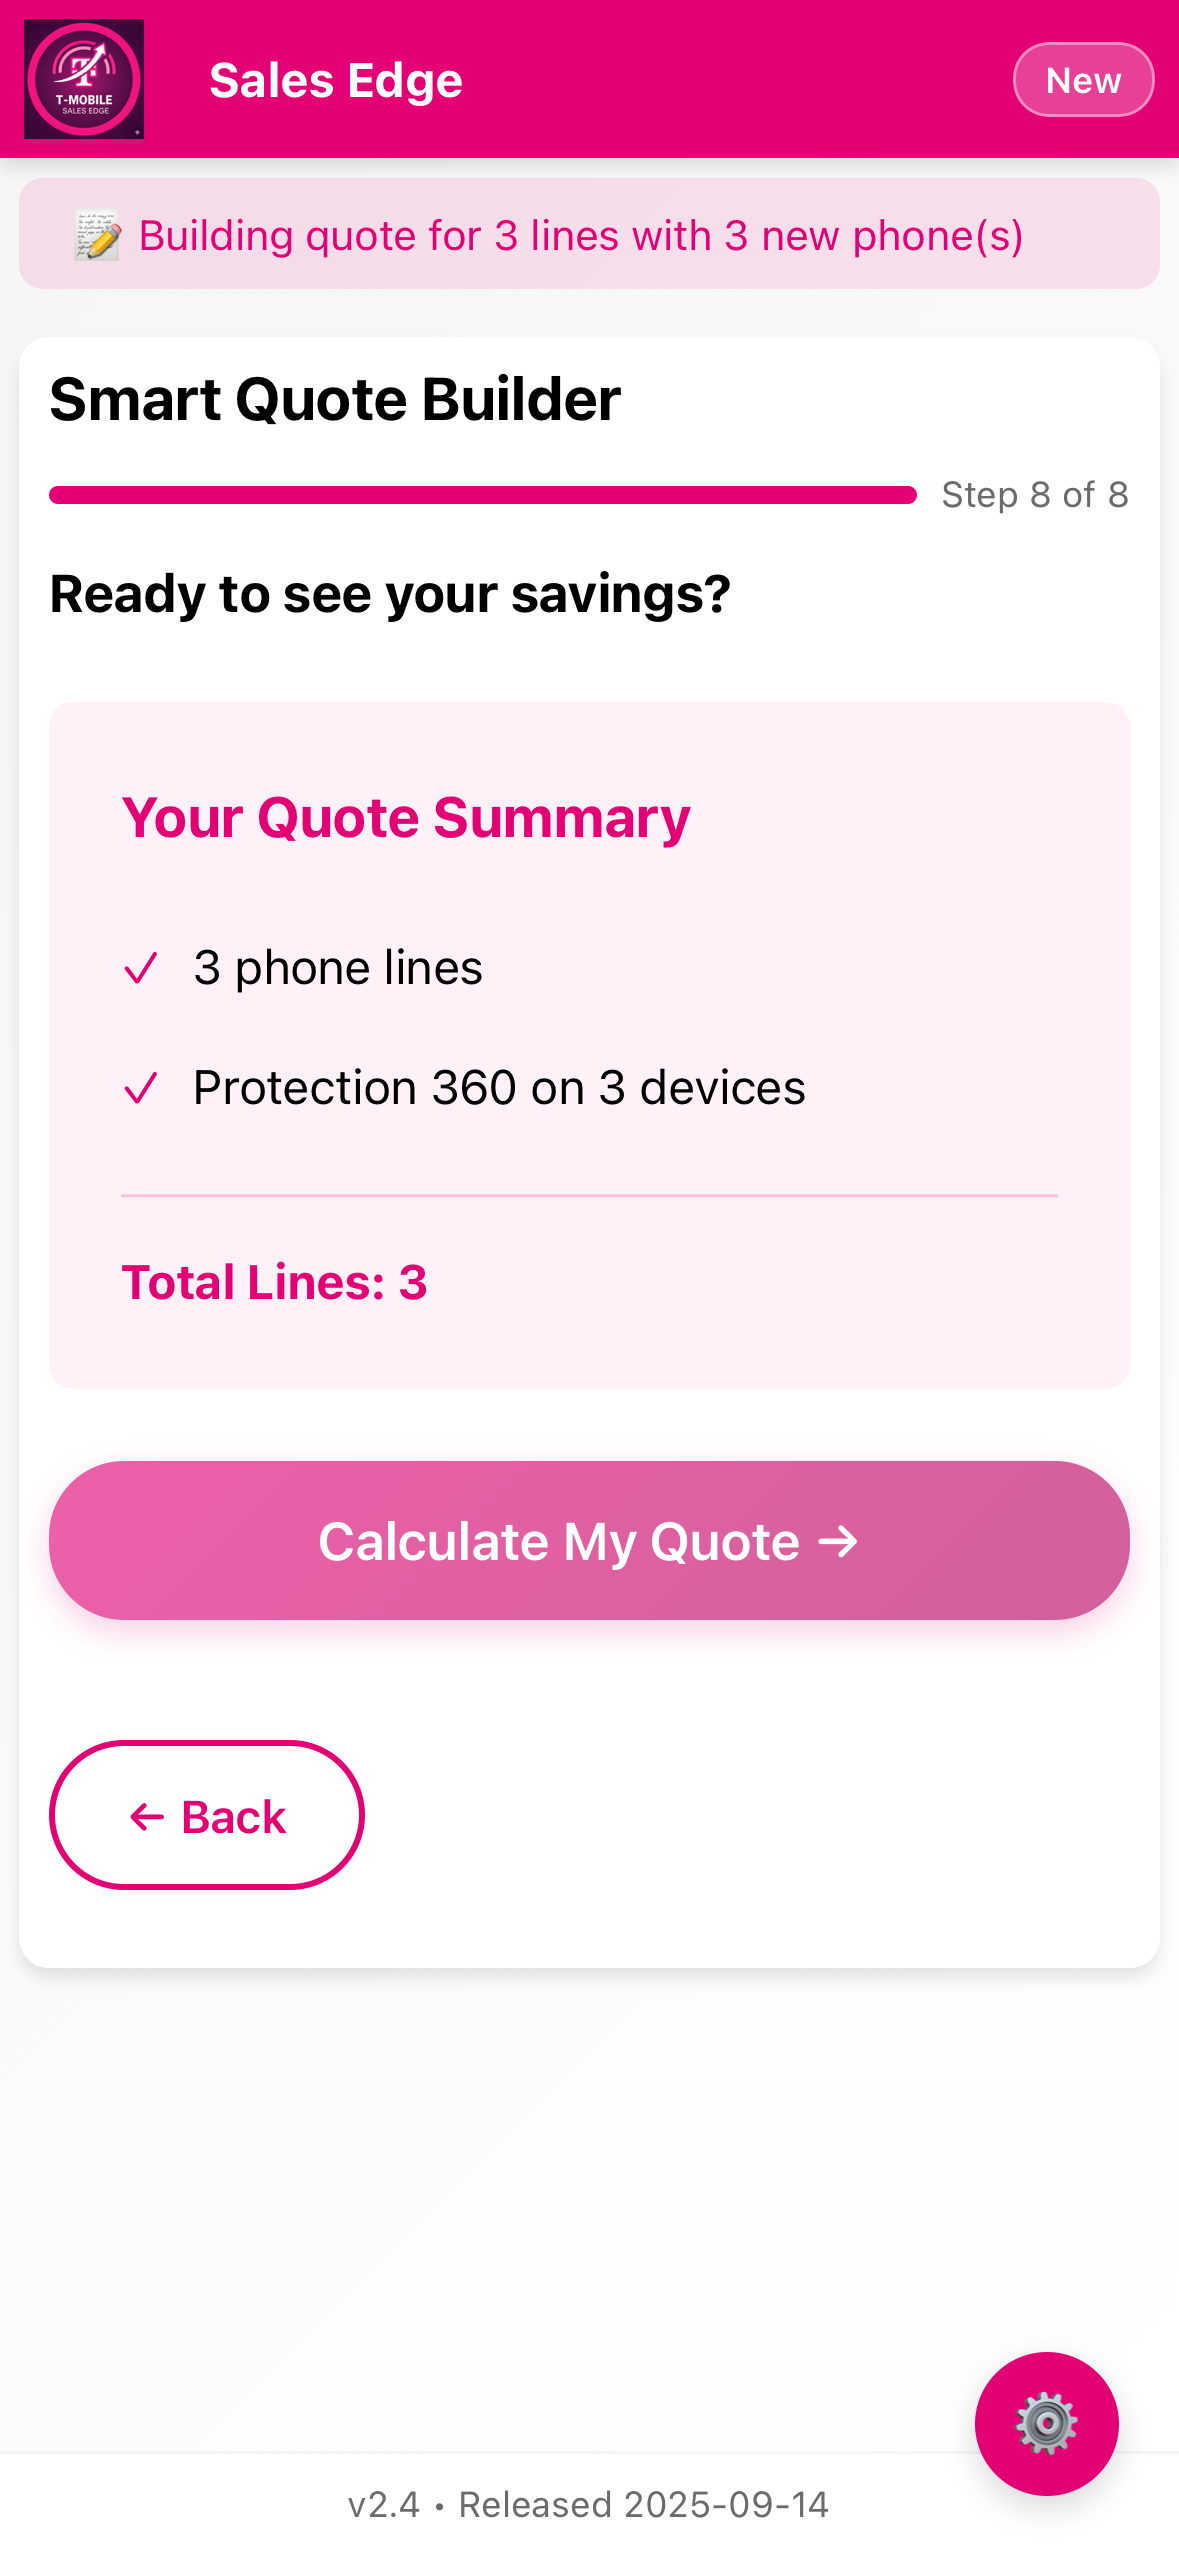 T-MOBILE
SALES EDGE
Sales Edge
New
📝 Building quote for 3 lines with 3 new phone(s)
Smart Quote Builder
Step 8 of 8
Ready to see your savings?
Your Quote Summary
✓ 3 phone lines
✓ Protection 360 on 3 devices
Total Lines: 3
Calculate My Quote →
← Back
v2.4 • Released 2025-09-14